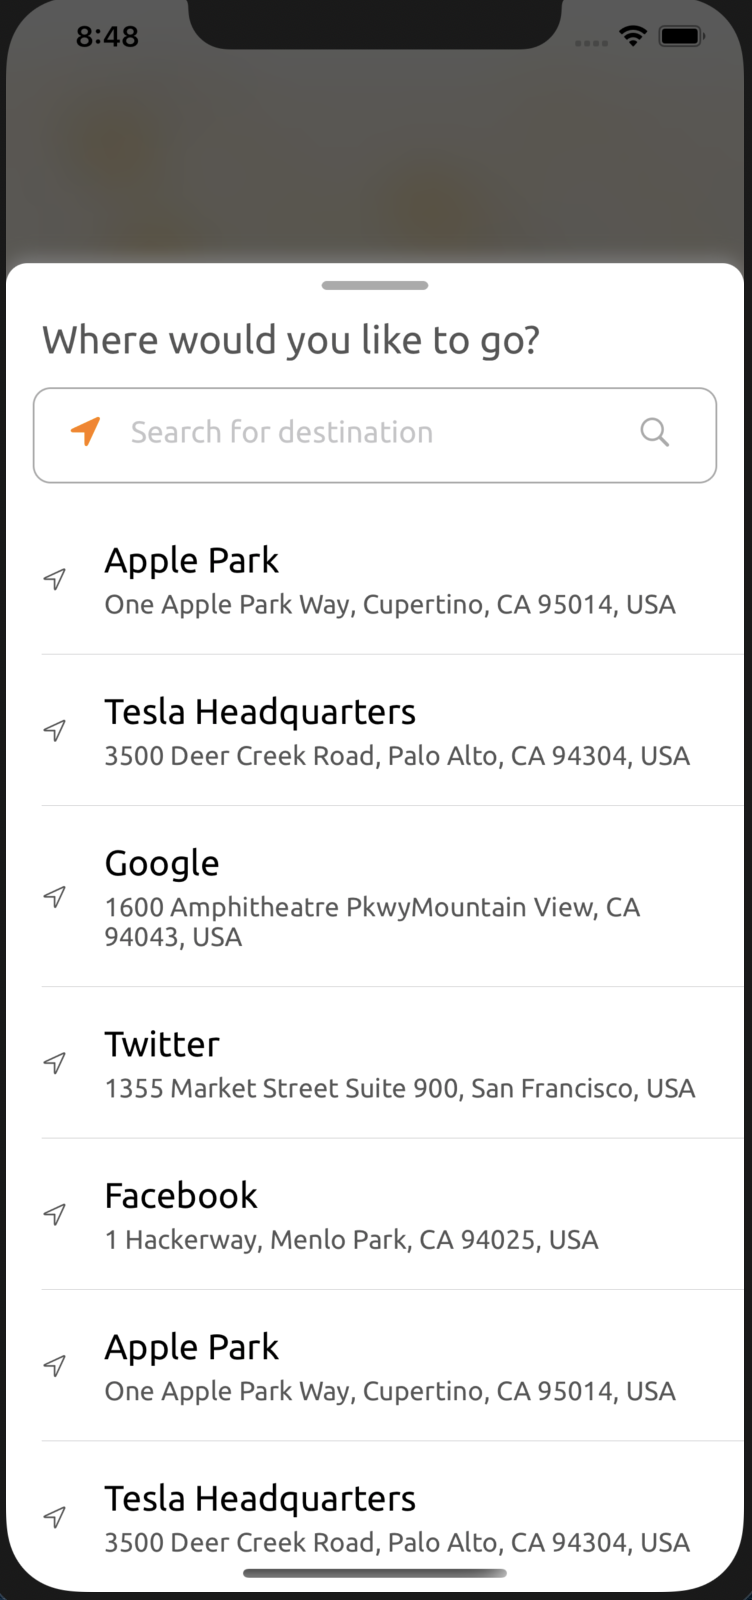 8:48
Where would you like to go?
Search for destination
Apple Park
One Apple Park Way, Cupertino, CA 95014, USA
Tesla Headquarters
3500 Deer Creek Road, Palo Alto, CA 94304, USA
Google
1600 Amphitheatre PkwyMountain View, CA
94043, USA
Twitter
1355 Market Street Suite 900, San Francisco, USA
Facebook
1 Hackerway, Menlo Park, CA 94025, USA
Apple Park
One Apple Park Way, Cupertino, CA 95014, USA
Tesla Headquarters
3500 Deer Creek Road, Palo Alto, CA 94304, USA